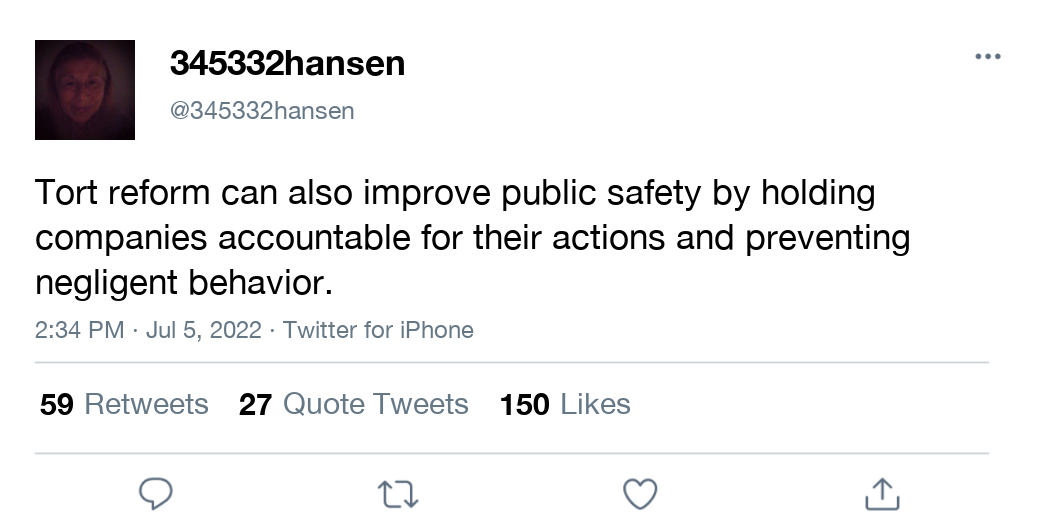 345332hansen
@345332hansen
Tort reform can also improve public safety by holding
companies accountable for their actions and preventing
negligent behavior.
2:34 PM · Jul 5, 2022 · Twitter for iPhone
59 Retweets 27 Quote Tweets 150 Likes